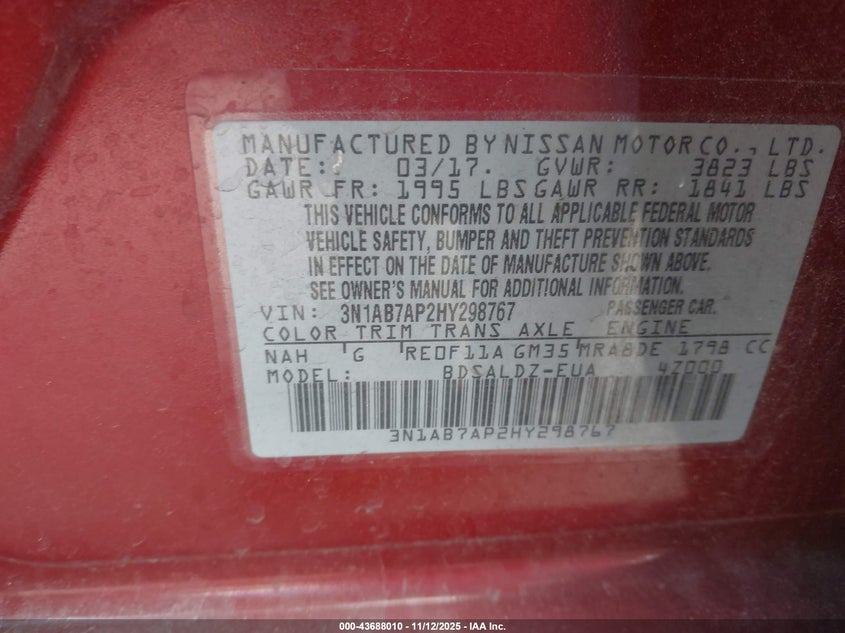 MANUFACTURED BY NISSAN MOTOR CO., LTD.
DATE: 03/17. GVWR: 3823 LBS
GAWR FR: 1995 LBS GAWR RR: 1841 LBS
THIS VEHICLE CONFORMS TO ALL APPLICABLE FEDERAL MOTOR
VEHICLE SAFETY, BUMPER AND THEFT PREVENTION STANDARDS
IN EFFECT ON THE DATE OF MANUFACTURE SHOWN ABOVE.
SEE OWNER'S MANUAL FOR ADDITIONAL INFORMATION.
VIN: 3N1AB7AP2HY298767 PASSENGER CAR.
COLOR TRIM TRANS AXLE ENGINE
NAH G RE0F11A GM35 MRA8DE 1798 CC
MODEL: BDSALDZ-EUA 4Z000
3N1AB7AP2HY298767
000-43688010 - 11/12/2025 - IAA Inc.